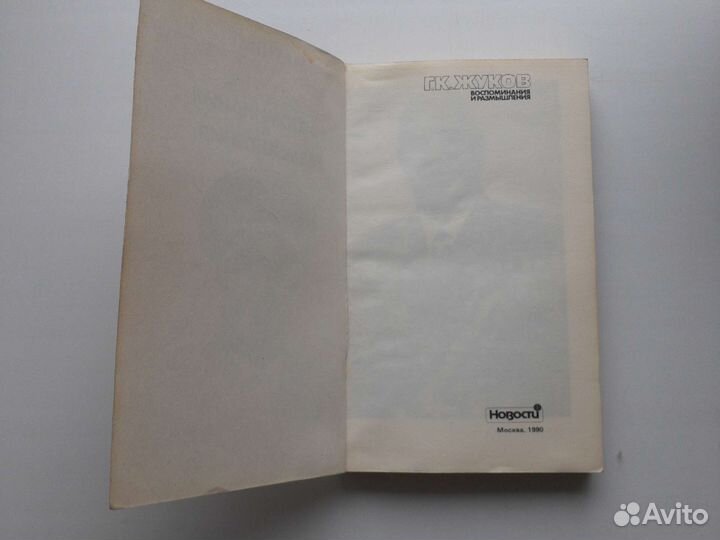 Г.К. ЖУКОВ
ВОСПОМИНАНИЯ
И РАЗМЫШЛЕНИЯ
Новости
Москва, 1990
Avito